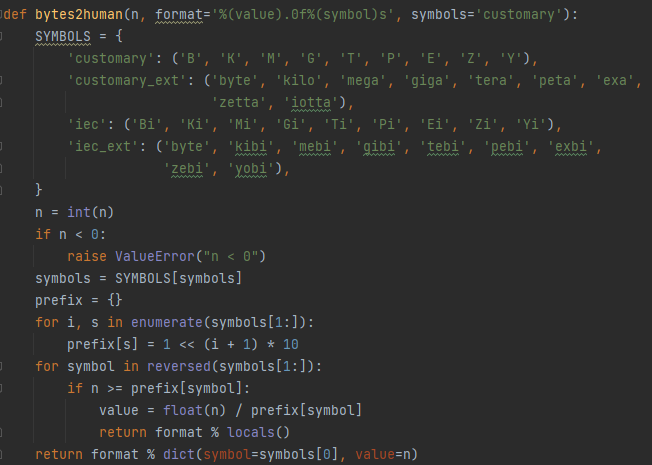 def bytes2human(n, format='%(value).0f%(symbol)s', symbols='customary'):
    SYMBOLS = {
        'customary': ('B', 'K', 'M', 'G', 'T', 'P', 'E', 'Z', 'Y'),
        'customary_ext': ('byte', 'kilo', 'mega', 'giga', 'tera', 'peta', 'exa',
                          'zetta', 'iotta'),
        'iec': ('Bi', 'Ki', 'Mi', 'Gi', 'Ti', 'Pi', 'Ei', 'Zi', 'Yi'),
        'iec_ext': ('byte', 'kibi', 'mebi', 'gibi', 'tebi', 'pebi', 'exbi',
                    'zebi', 'yobi'),
    }
    n = int(n)
    if n < 0:
        raise ValueError("n < 0")
    symbols = SYMBOLS[symbols]
    prefix = {}
    for i, s in enumerate(symbols[1:]):
        prefix[s] = 1 << (i + 1) * 10
    for symbol in reversed(symbols[1:]):
        if n >= prefix[symbol]:
            value = float(n) / prefix[symbol]
            return format % locals()
    return format % dict(symbol=symbols[0], value=n)